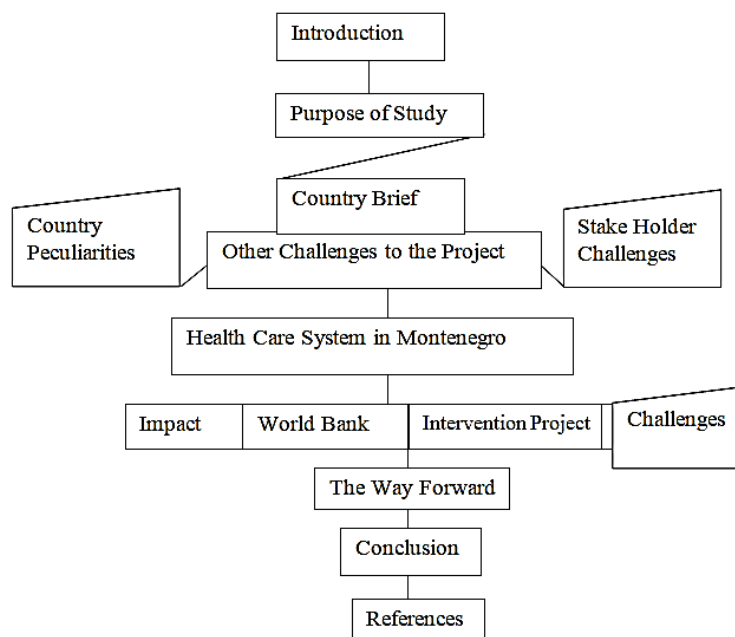 Introduction
Purpose of Study
Country Brief
Country
Peculiarities
Stake Holder
Challenges
Other Challenges to the Project
Health Care System in Montenegro
Impact
World Bank
Intervention Project
Challenges
The Way Forward
Conclusion
References